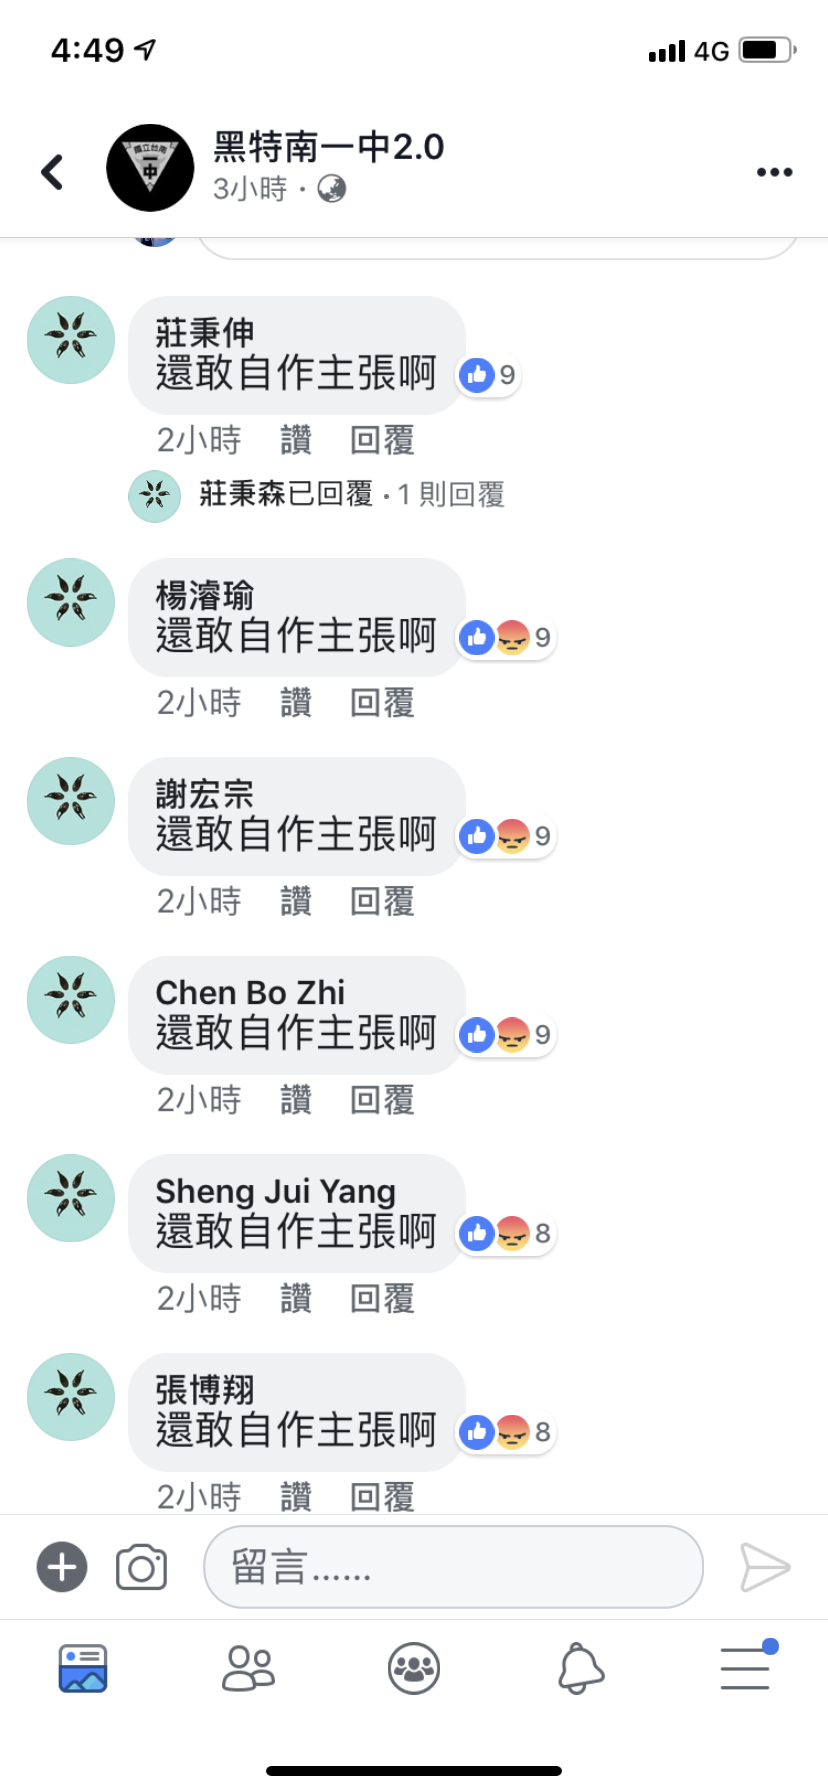 4:49
4G
國立台南
一中
黑特南一中2.0
3小時 ·
莊秉伸
還敢自作主張啊
9
2小時 讚 回覆
莊秉森已回覆 · 1 則回覆
楊濬瑜
還敢自作主張啊
9
2小時 讚 回覆
謝宏宗
還敢自作主張啊
9
2小時 讚 回覆
Chen Bo Zhi
還敢自作主張啊
9
2小時 讚 回覆
Sheng Jui Yang
還敢自作主張啊
8
2小時 讚 回覆
張博翔
還敢自作主張啊
8
2小時 讚 回覆
留言......